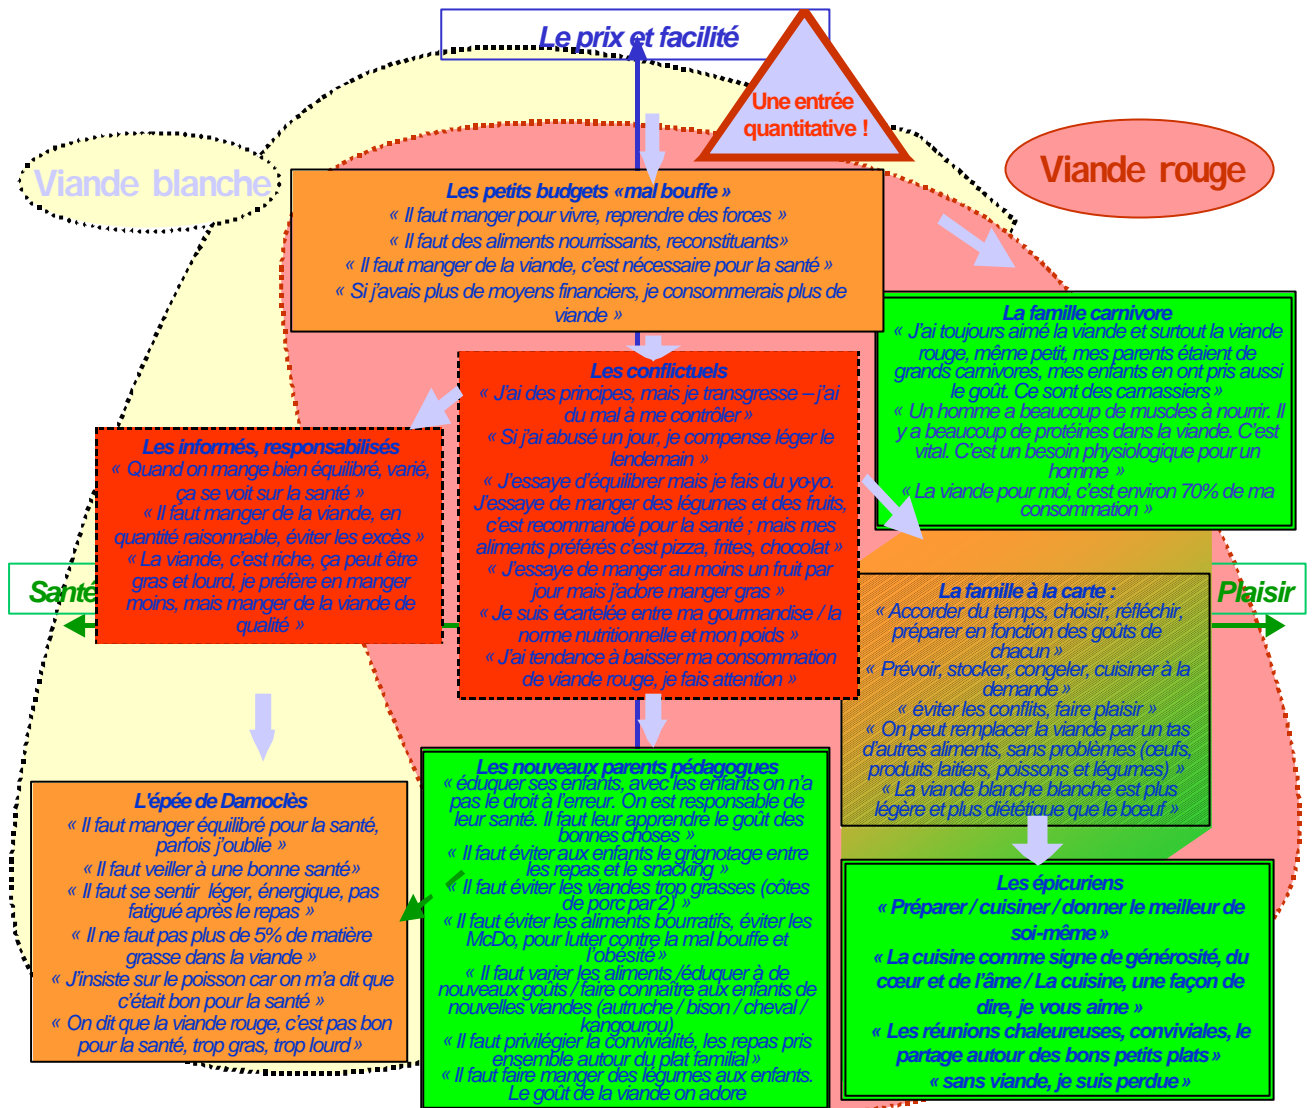 Le prix et facilité
Une entrée
quantitative !
Viande blanche
Viande rouge
Les petits budgets «mal bouffe »
« Il faut manger pour vivre, reprendre des forces »
« Il faut des aliments nourrissants, reconstituants»
« Il faut manger de la viande, c'est nécessaire pour la santé »
« Si j'avais plus de moyens financiers, je consommerais plus de
viande »
La famille carnivore
« J'ai toujours aimé la viande et surtout la viande
rouge, même petit, mes parents étaient de
grands carnivores, mes enfants en ont pris aussi
le goût. Ce sont des carnassiers »
« Un homme a beaucoup de muscles à nourrir. Il
y a beaucoup de protéines dans la viande. C'est
vital. C'est un besoin physiologique pour un
homme »
« La viande pour moi, c'est environ 70% de ma
consommation »
Les conflictuels
« J'ai des principes, mais je transgresse – j'ai
du mal à me contrôler »
« Si j'ai abusé un jour, je compense léger le
lendemain »
« J'essaye d'équilibrer mais je fais du yo-yo.
J'essaye de manger des légumes et des fruits,
c'est recommandé pour la santé ; mais mes
aliments préférés c'est pizza, frites, chocolat »
« J'essaye de manger au moins un fruit par
jour mais j'adore manger gras »
« Je suis écartelée entre ma gourmandise / la
norme nutritionnelle et mon poids »
« J'ai tendance à baisser ma consommation
de viande rouge, je fais attention »
Les informés, responsabilisés
« Quand on mange bien équilibré, varié,
ça se voit sur la santé »
« Il faut manger de la viande, en
quantité raisonnable, éviter les excès »
« La viande, c'est riche, ça peut être
gras et lourd, je préfère en manger
moins, mais manger de la viande de
qualité »
Santé
Plaisir
La famille à la carte :
« Accorder du temps, choisir, réfléchir,
préparer en fonction des goûts de
chacun »
« Prévoir, stocker, congeler, cuisiner à la
demande »
« éviter les conflits, faire plaisir »
« On peut remplacer la viande par un tas
d'autres aliments, sans problèmes (œufs,
produits laitiers, poissons et légumes) »
« La viande blanche blanche est plus
légère et plus diététique que le bœuf »
L'épée de Damoclès
« Il faut manger équilibré pour la santé,
parfois j'oublie »
« Il faut veiller à une bonne santé»
« Il faut se sentir léger, énergique, pas
fatigué après le repas »
« Il ne faut pas plus de 5% de matière
grasse dans la viande »
« J'insiste sur le poisson car on m'a dit que
c'était bon pour la santé »
« On dit que la viande rouge, c'est pas bon
pour la santé, trop gras, trop lourd »
Les nouveaux parents pédagogues
« éduquer ses enfants, avec les enfants on n'a
pas le droit à l'erreur. On est responsable de
leur santé. Il faut leur apprendre le goût des
bonnes choses »
« Il faut éviter aux enfants le grignotage entre
les repas et le snacking »
« Il faut éviter les viandes trop grasses (côtes
de porc par 2) »
« Il faut éviter les aliments bourratifs, éviter les
McDo, pour lutter contre la mal bouffe et
l'obésité »
« Il faut varier les aliments /éduquer à de
nouveaux goûts / faire connaître aux enfants de
nouvelles viandes (autruche / bison / cheval /
kangourou)
« Il faut privilégier la convivialité, les repas pris
ensemble autour du plat familial »
« Il faut faire manger des légumes aux enfants.
Le goût de la viande on adore
Les épicuriens
« Préparer / cuisiner / donner le meilleur de
soi-même »
« La cuisine comme signe de générosité, du
cœur et de l'âme / La cuisine, une façon de
dire, je vous aime »
« Les réunions chaleureuses, conviviales, le
partage autour des bons petits plats »
« sans viande, je suis perdue »